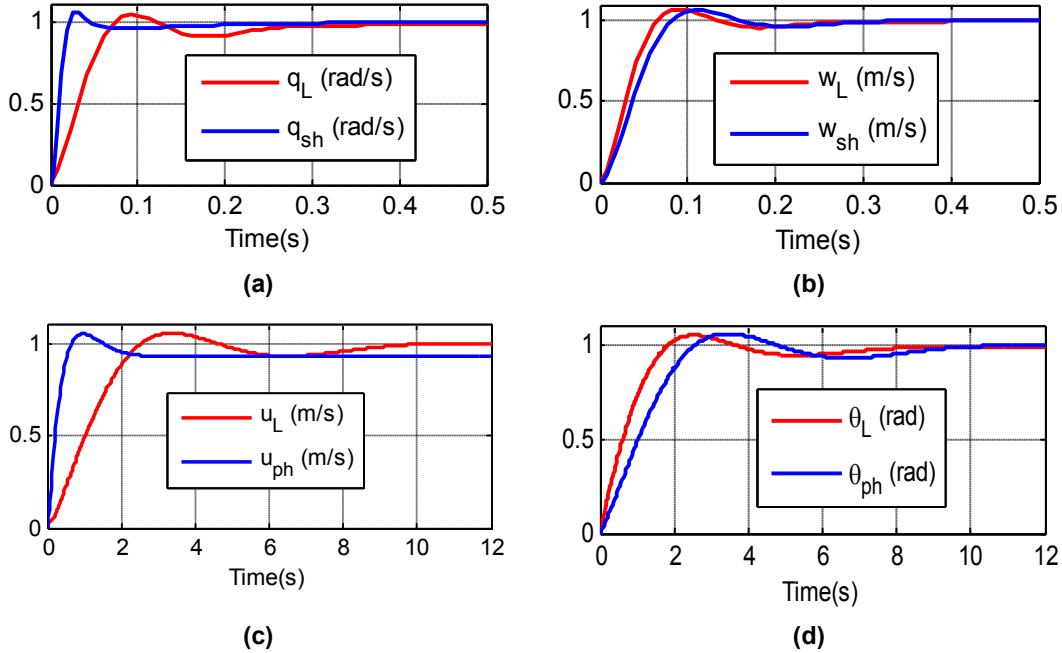 1
0.5
0
q_L (rad/s)
q_sh (rad/s)
0 0.1 0.2 0.3 0.4 0.5
Time(s)
(a)
1
0.5
0
w_L (m/s)
w_sh (m/s)
0 0.1 0.2 0.3 0.4 0.5
Time(s)
(b)
1
0.5
0
u_L (m/s)
u_ph (m/s)
0 2 4 6 8 10 12
Time(s)
(c)
1
0.5
0
θ_L (rad)
θ_ph (rad)
0 2 4 6 8 10 12
Time(s)
(d)